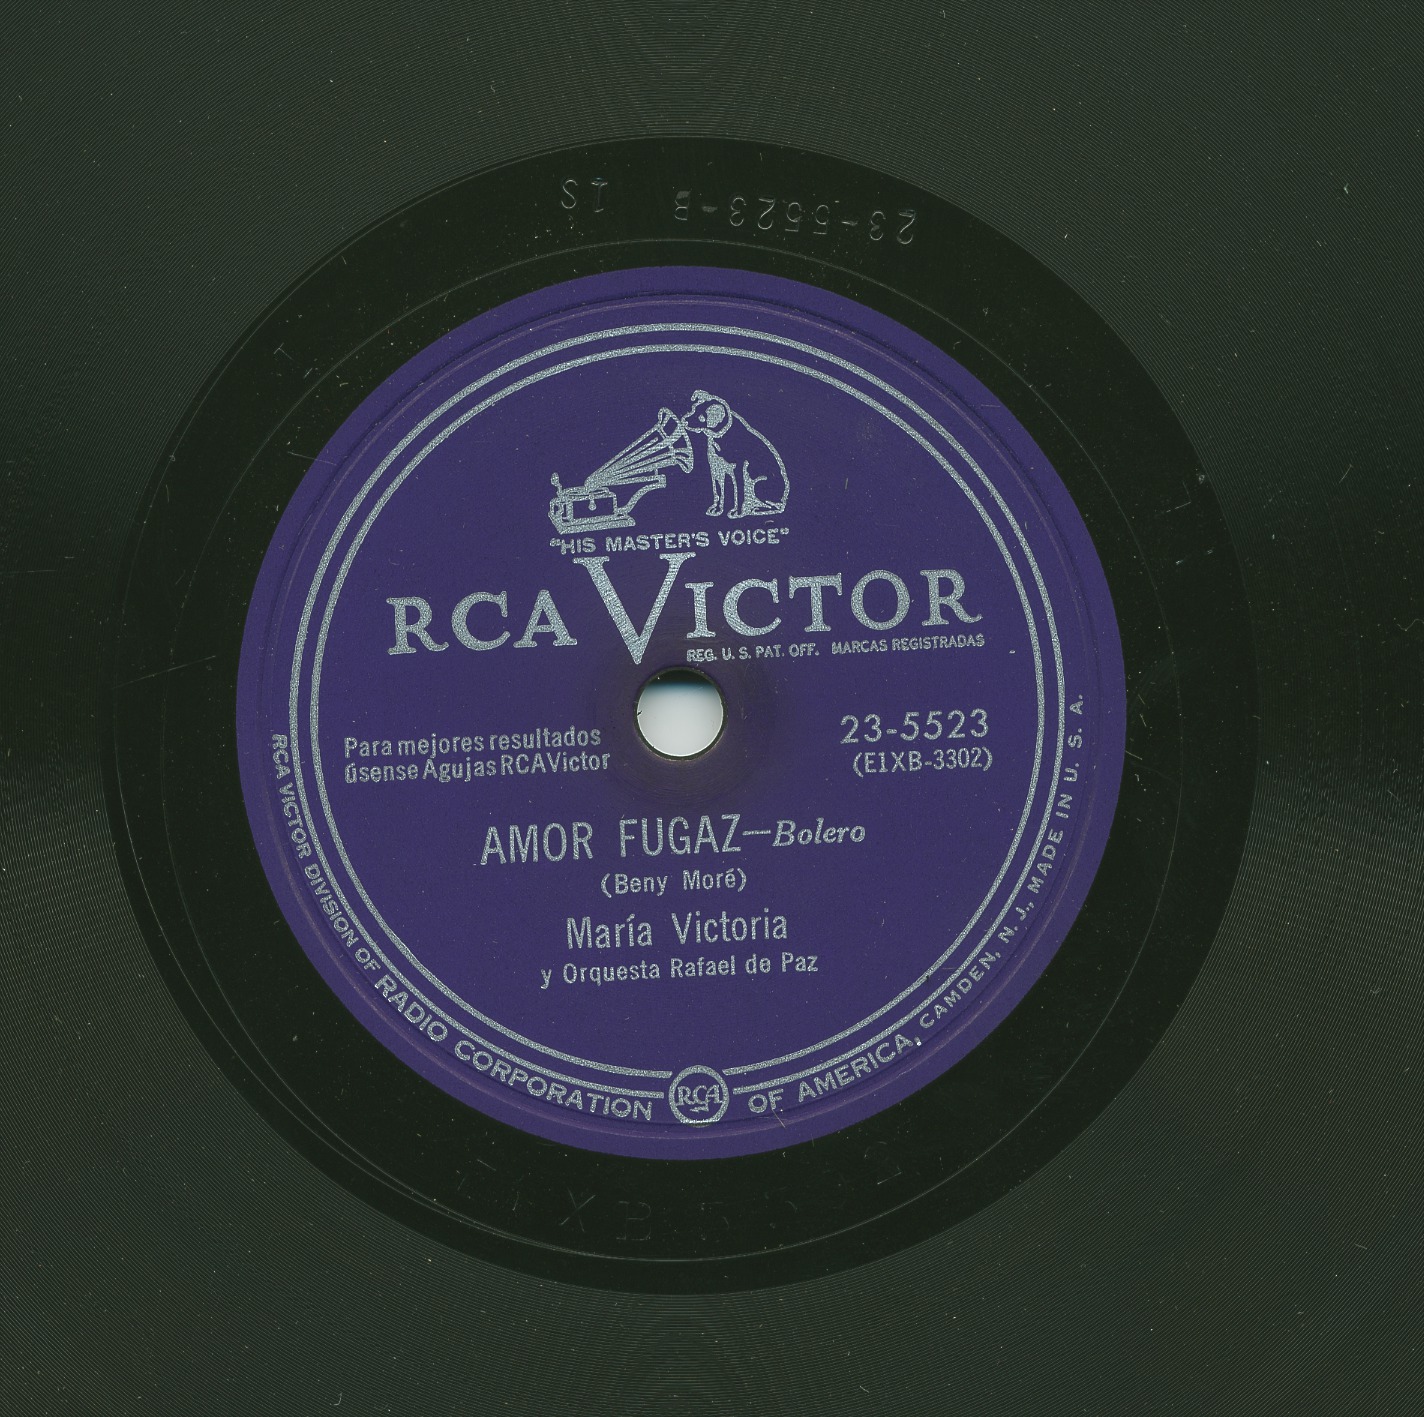 23-5523-B 1S
"HIS MASTER'S VOICE"
RCA VICTOR
REG. U. S. PAT. OFF. MARCAS REGISTRADAS
Para mejores resultados
úsense Agujas RCAVictor
23-5523
(E1XB-3302)
AMOR FUGAZ—Bolero
(Beny Moré)
María Victoria
y Orquesta Rafael de Paz
RCA VICTOR DIVISION OF RADIO CORPORATION OF AMERICA, CAMDEN, N. J., MADE IN U. S. A.
RCA